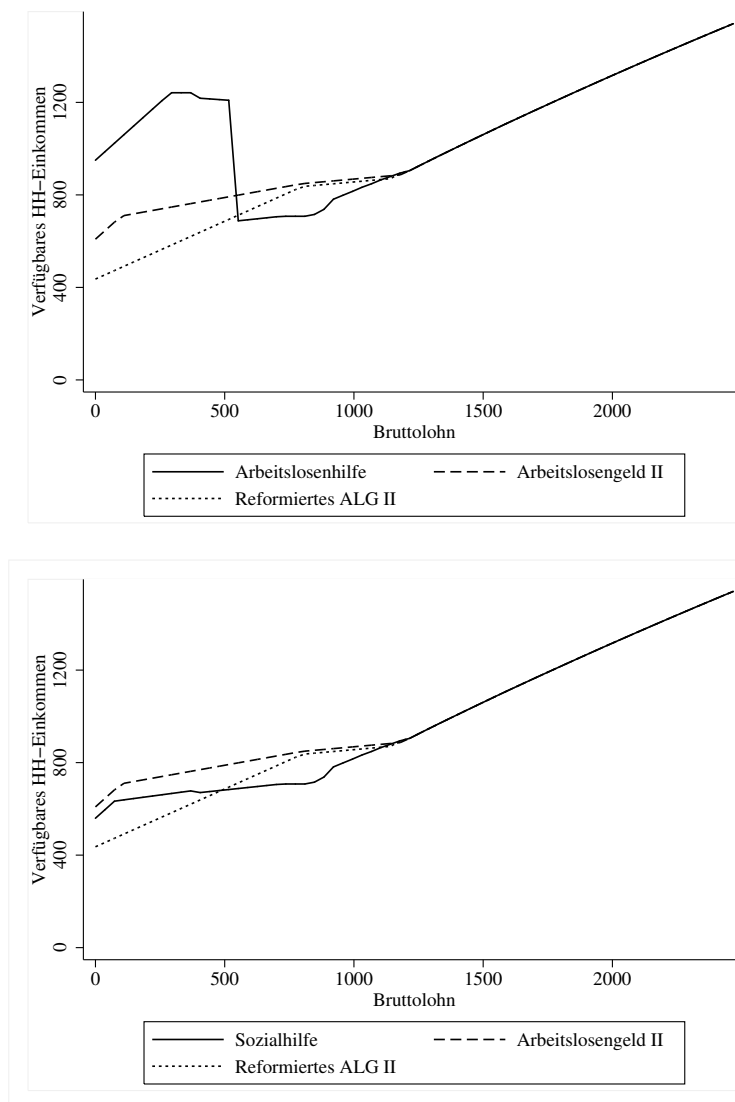 Verfügbares HH−Einkommen
1200
800
400
0
0 500 1000 1500 2000
Bruttolohn
Arbeitslosenhilfe Arbeitslosengeld II
Reformiertes ALG II
Verfügbares HH−Einkommen
1200
800
400
0
0 500 1000 1500 2000
Bruttolohn
Sozialhilfe Arbeitslosengeld II
Reformiertes ALG II